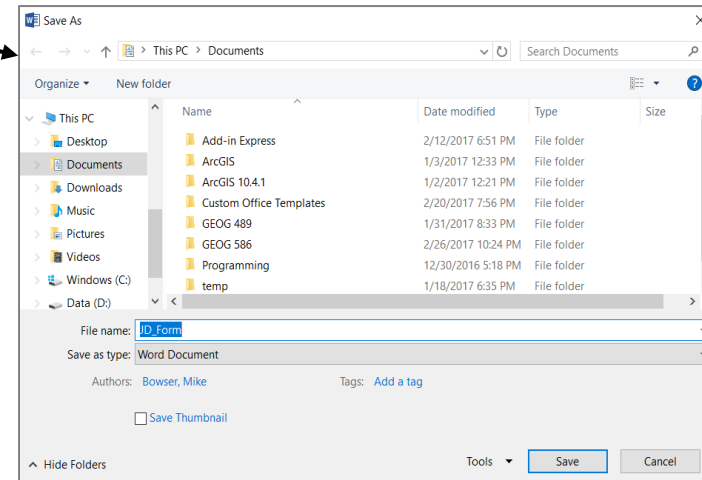 Save As
This PC > Documents
Search Documents
Organize
New folder
Name
Date modified
Type
Size
This PC
Desktop
Documents
Downloads
Music
Pictures
Videos
Windows (C:)
Data (D:)
Add-in Express 2/12/2017 6:51 PM File folder
ArcGIS 1/3/2017 12:33 PM File folder
ArcGIS 10.4.1 1/2/2017 12:21 PM File folder
Custom Office Templates 2/20/2017 7:56 PM File folder
GEOG 489 1/31/2017 8:33 PM File folder
GEOG 586 2/26/2017 10:24 PM File folder
Programming 12/30/2016 5:18 PM File folder
temp 1/18/2017 6:35 PM File folder
File name: JD_Form
Save as type: Word Document
Authors: Bowser, Mike Tags: Add a tag
Save Thumbnail
Hide Folders
Tools Save Cancel